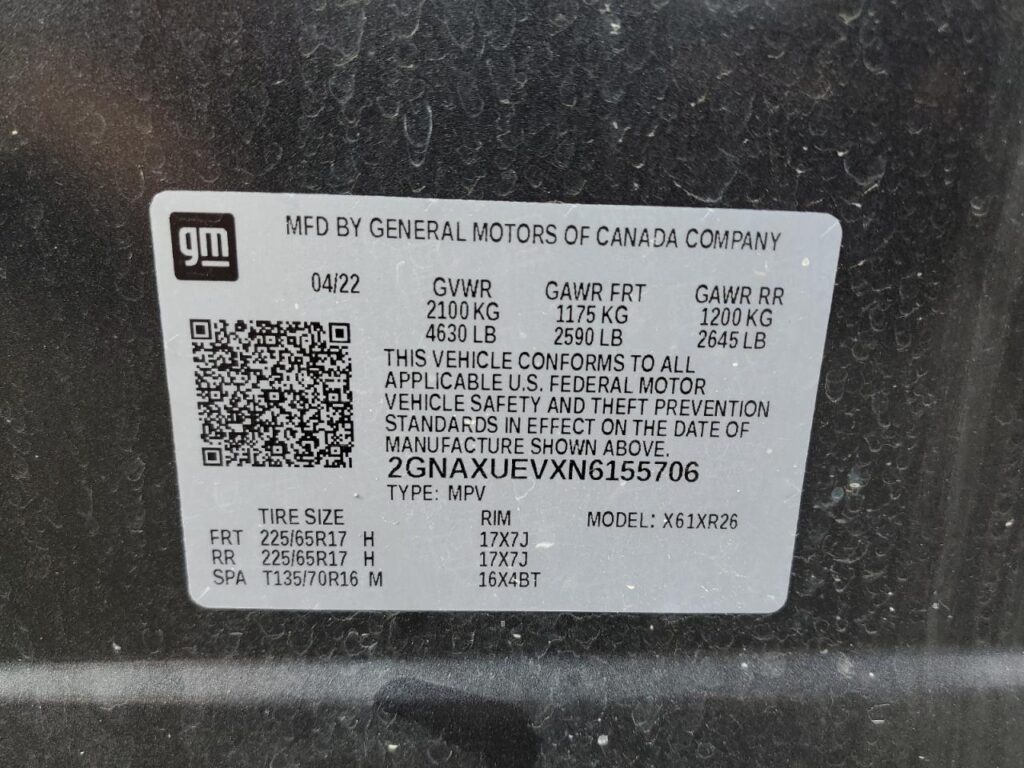 gm
MFD BY GENERAL MOTORS OF CANADA COMPANY
04/22
GVWR GAWR FRT GAWR RR
2100 KG 1175 KG 1200 KG
4630 LB 2590 LB 2645 LB
THIS VEHICLE CONFORMS TO ALL
APPLICABLE U.S. FEDERAL MOTOR
VEHICLE SAFETY AND THEFT PREVENTION
STANDARDS IN EFFECT ON THE DATE OF
MANUFACTURE SHOWN ABOVE.
2GNAXUEVXN6155706
TYPE: MPV
TIRE SIZE RIM MODEL: X61XR26
FRT 225/65R17 H 17X7J
RR 225/65R17 H 17X7J
SPA T135/70R16 M 16X4BT